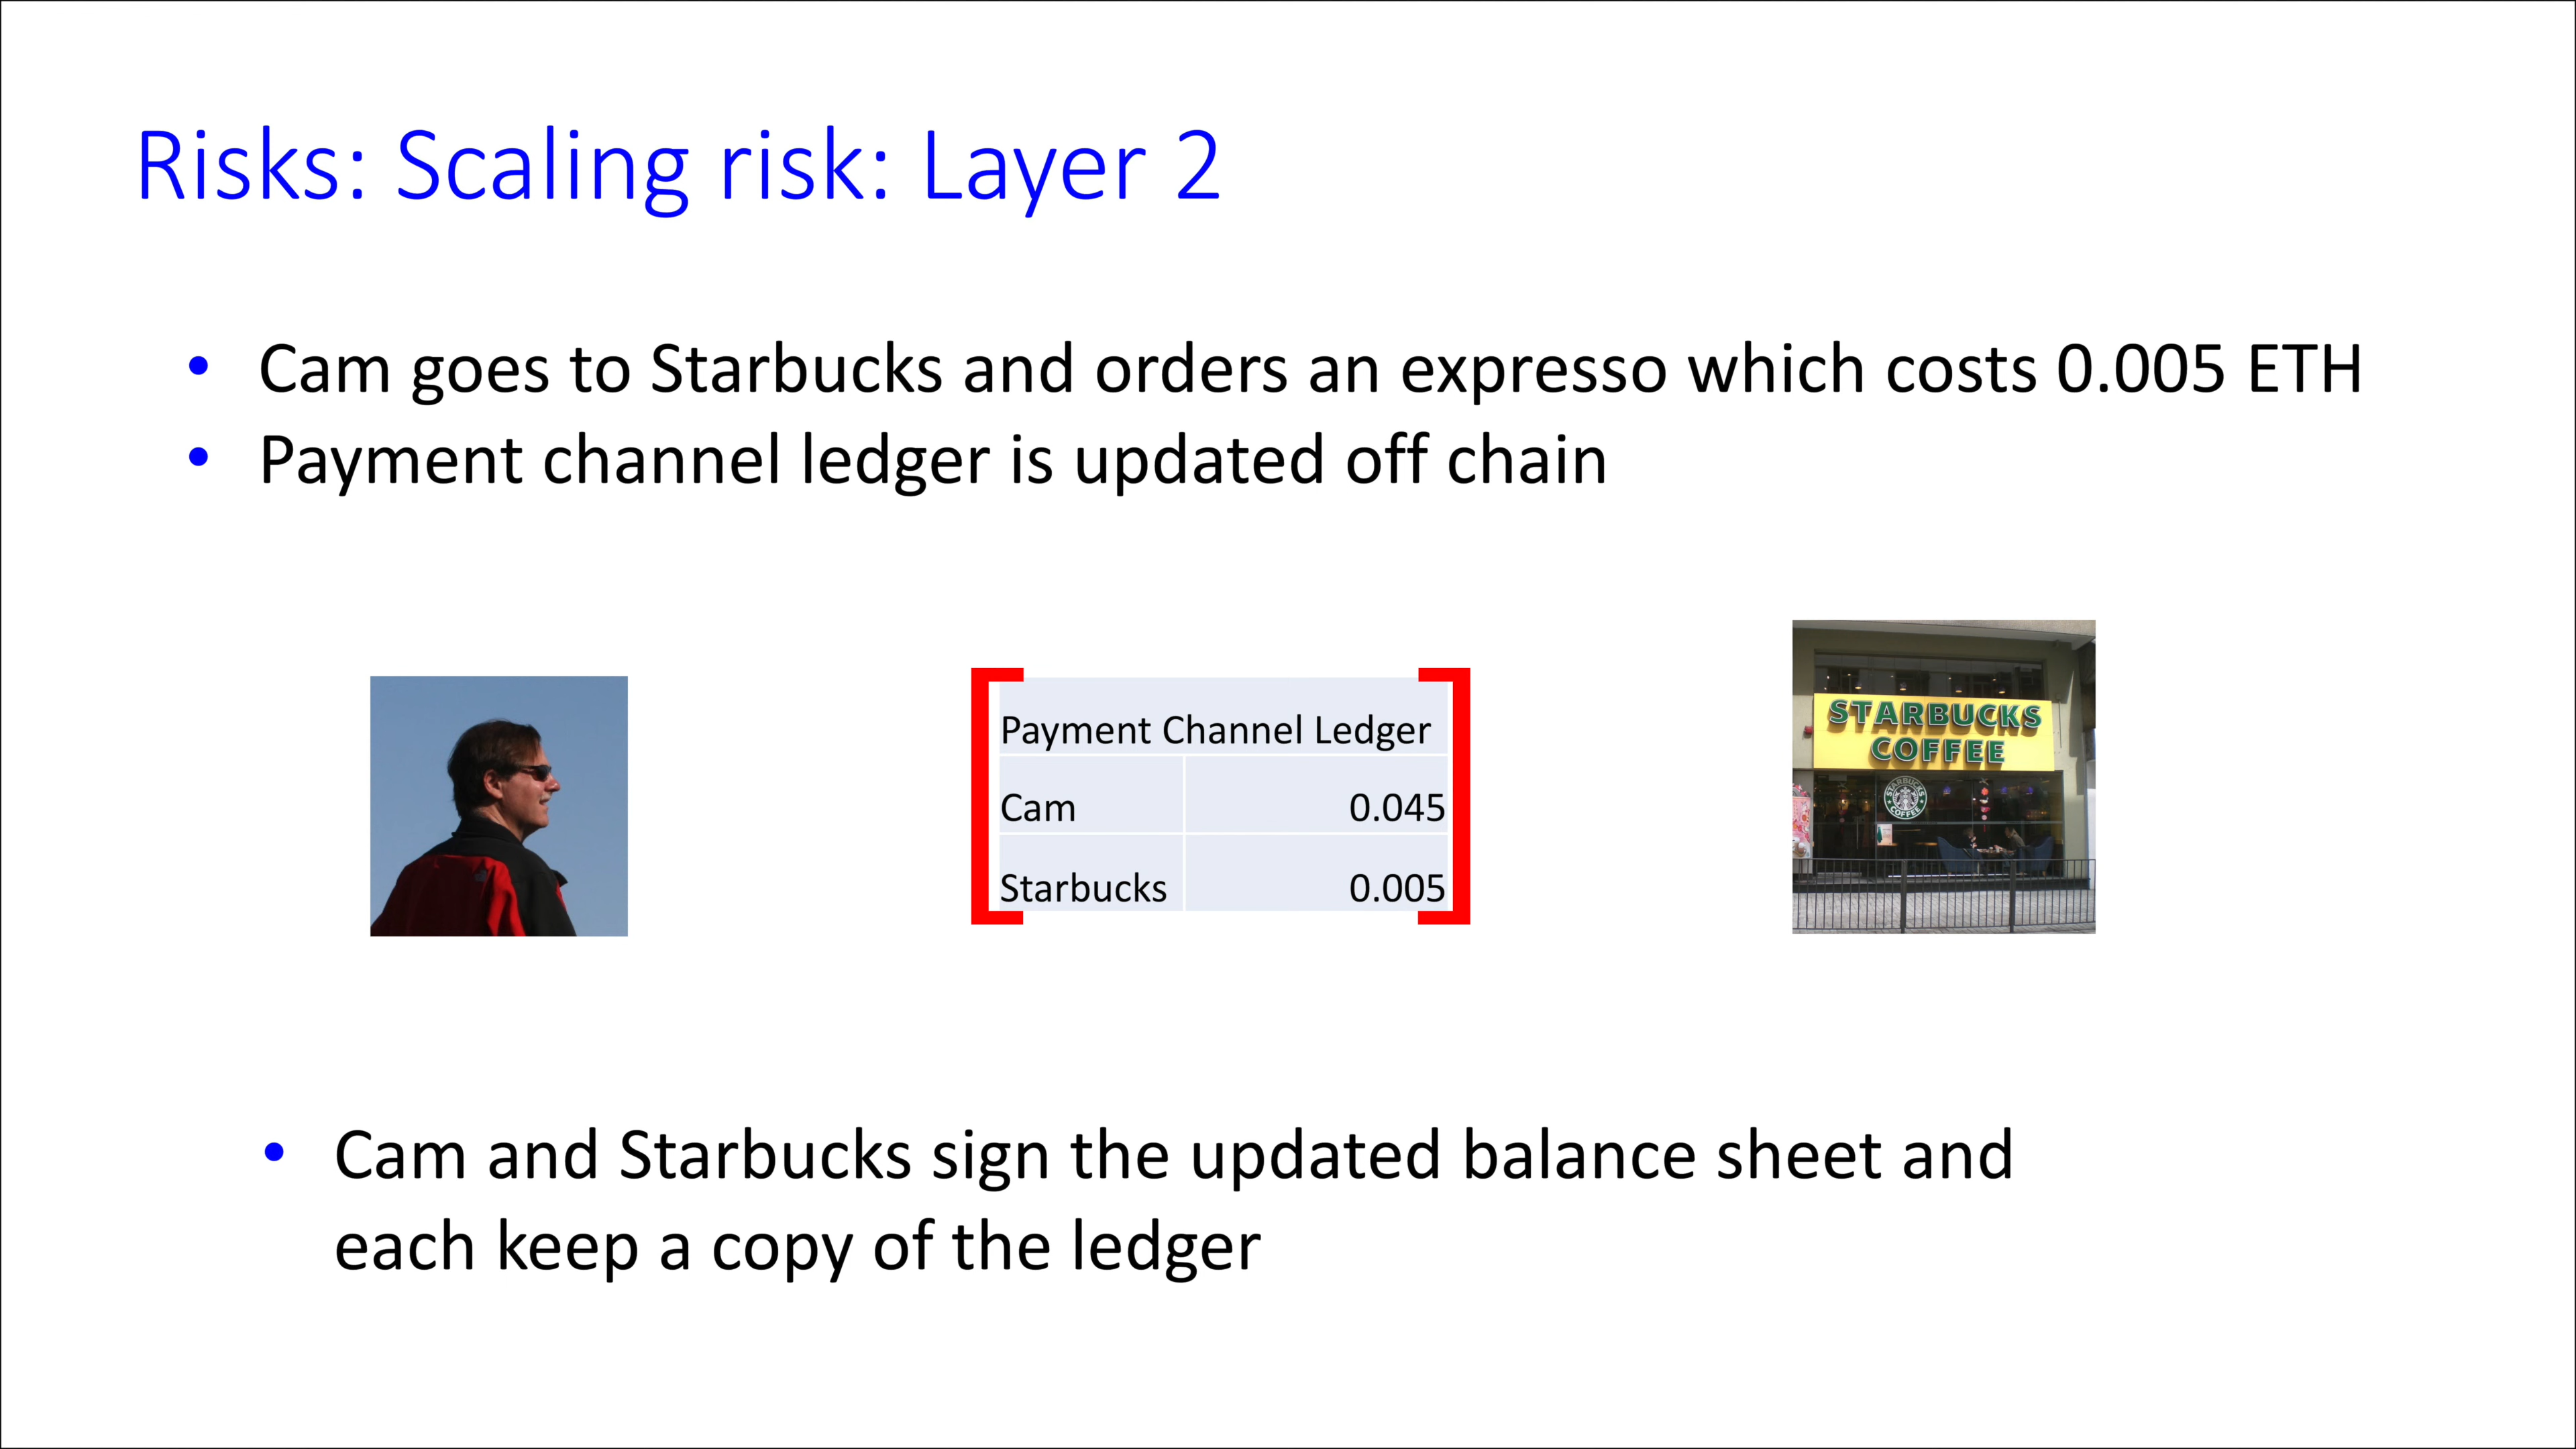 Risks: Scaling risk: Layer 2
• Cam goes to Starbucks and orders an expresso which costs 0.005 ETH
• Payment channel ledger is updated off chain
Payment Channel Ledger
Cam 0.045
Starbucks 0.005
STARBUCKS
COFFEE
STARBUCKS
COFFEE
• Cam and Starbucks sign the updated balance sheet and
each keep a copy of the ledger